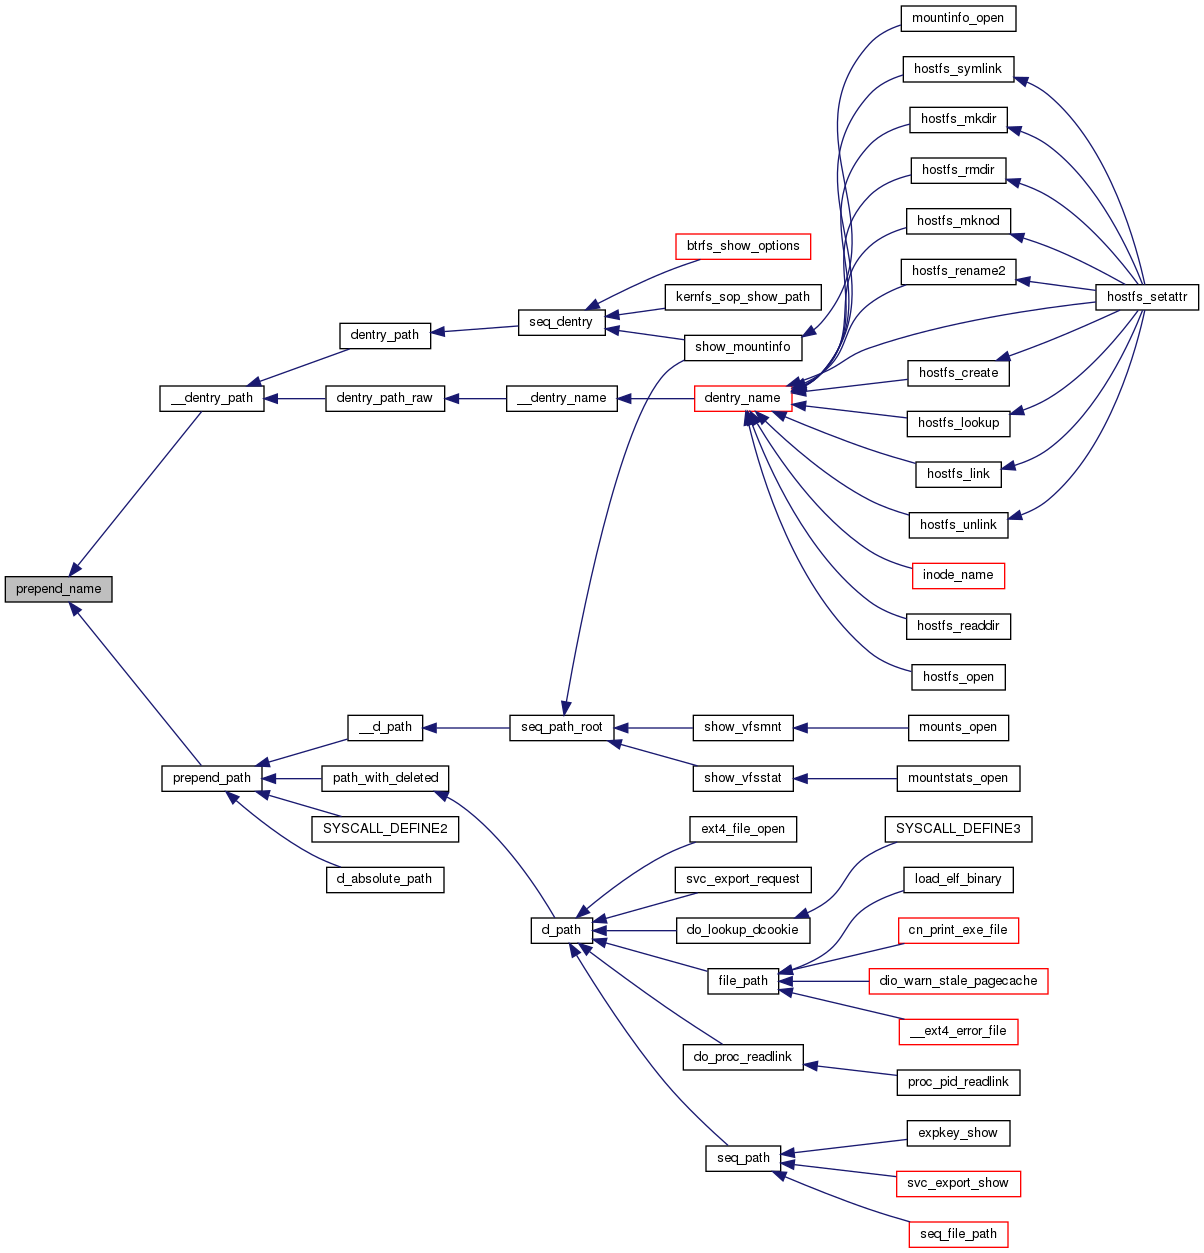 mountinfo_open
hostfs_symlink
hostfs_mkdir
hostfs_rmdir
hostfs_mknod
btrfs_show_options
hostfs_rename2
kernfs_sop_show_path
hostfs_setattr
seq_dentry
dentry_path
show_mountinfo
hostfs_create
__dentry_path
dentry_path_raw
__dentry_name
dentry_name
hostfs_lookup
hostfs_link
hostfs_unlink
inode_name
prepend_name
hostfs_readdir
hostfs_open
__d_path
seq_path_root
show_vfsmnt
mounts_open
prepend_path
path_with_deleted
show_vfsstat
mountstats_open
SYSCALL_DEFINE2
ext4_file_open
SYSCALL_DEFINE3
d_absolute_path
svc_export_request
load_elf_binary
d_path
do_lookup_dcookie
cn_print_exe_file
file_path
dio_warn_stale_pagecache
__ext4_error_file
do_proc_readlink
proc_pid_readlink
expkey_show
seq_path
svc_export_show
seq_file_path